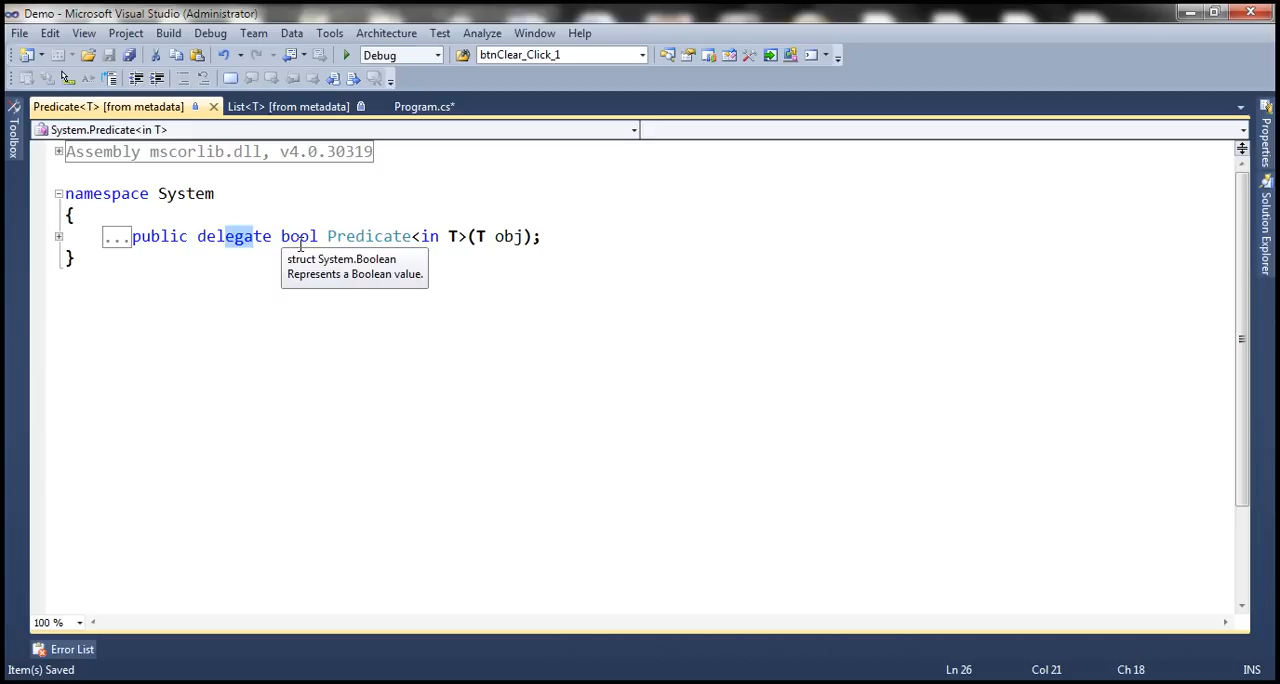 Demo - Microsoft Visual Studio (Administrator)
File Edit View Project Build Debug Team Data Tools Architecture Test Analyze Window Help
Debug btnClear_Click_1
Predicate<T> [from metadata] List<T> [from metadata] Program.cs*
System.Predicate<in T>
Assembly mscorlib.dll, v4.0.30319
namespace System
{
...public delegate bool Predicate<in T>(T obj);
}
struct System.Boolean
Represents a Boolean value.
Toolbox
Properties
Solution Explorer
100 %
Error List
Item(s) Saved Ln 26 Col 21 Ch 18 INS